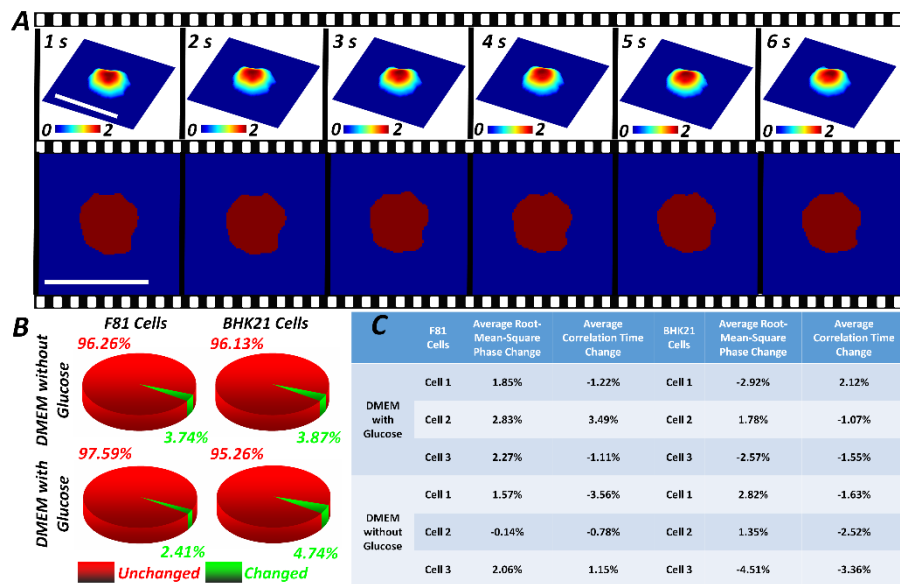 A
1 s
2 s
3 s
4 s
5 s
6 s
0 2
0 2
0 2
0 2
0 2
0 2
B
F81 Cells
BHK21 Cells
DMEM without
Glucose
96.26%
96.13%
3.74%
3.87%
DMEM with
Glucose
97.59%
95.26%
2.41%
4.74%
Unchanged
Changed
C
F81
Cells
Average Root-
Mean-Square
Phase Change
Average
Correlation Time
Change
BHK21
Cells
Average Root-
Mean-Square
Phase Change
Average
Correlation Time
Change
DMEM
with
Glucose
Cell 1 1.85% -1.22% Cell 1 -2.92% 2.12%
Cell 2 2.83% 3.49% Cell 2 1.78% -1.07%
Cell 3 2.27% -1.11% Cell 3 -2.57% -1.55%
DMEM
without
Glucose
Cell 1 1.57% -3.56% Cell 1 2.82% -1.63%
Cell 2 -0.14% -0.78% Cell 2 1.35% -2.52%
Cell 3 2.06% 1.15% Cell 3 -4.51% -3.36%